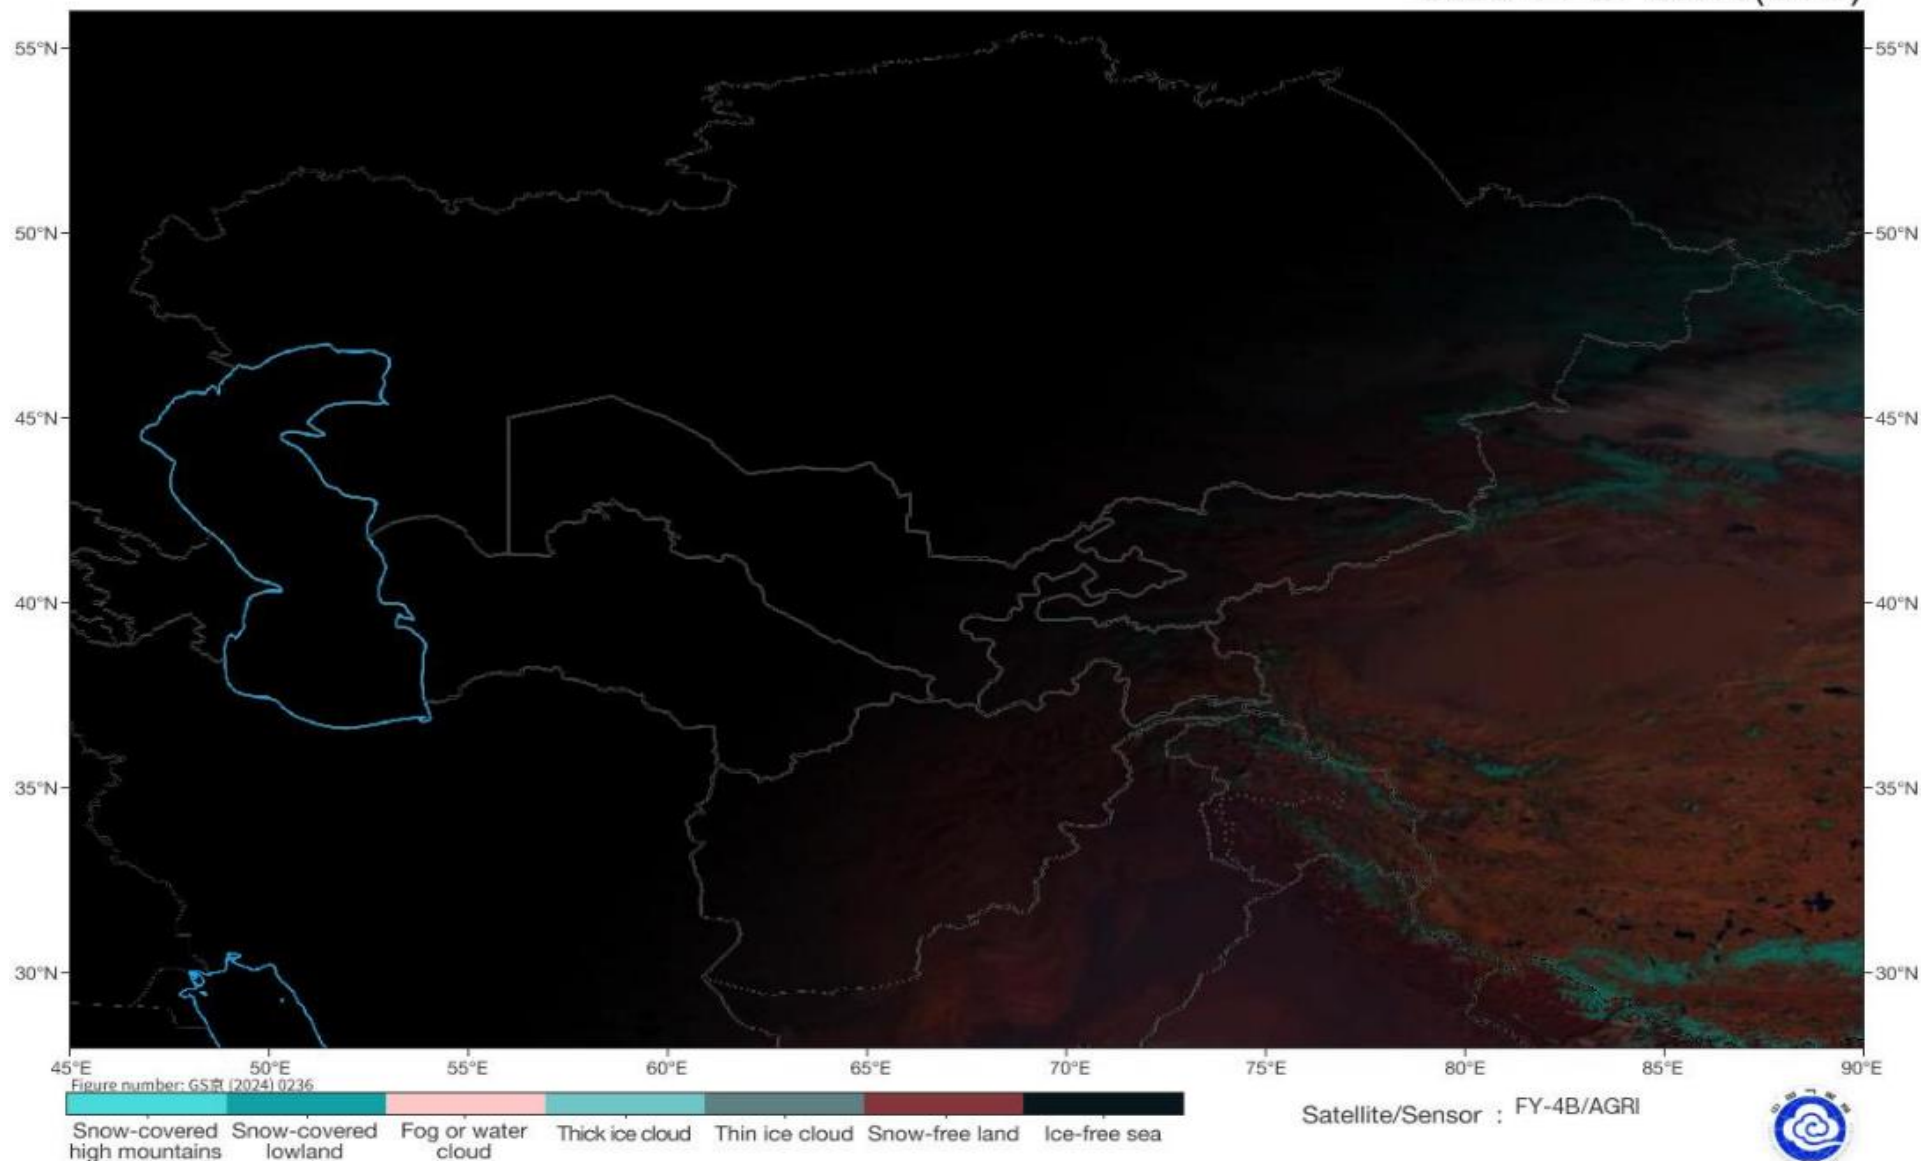 55°N
55°N
50°N
50°N
45°N
45°N
40°N
40°N
35°N
35°N
30°N
30°N
45°E 50°E 55°E 60°E 65°E 70°E 75°E 80°E 85°E 90°E
Figure number: GS京 (2024) 0236
Snow-covered high mountains
Snow-covered lowland
Fog or water cloud
Thick ice cloud
Thin ice cloud
Snow-free land
Ice-free sea
Satellite/Sensor : FY-4B/AGRI